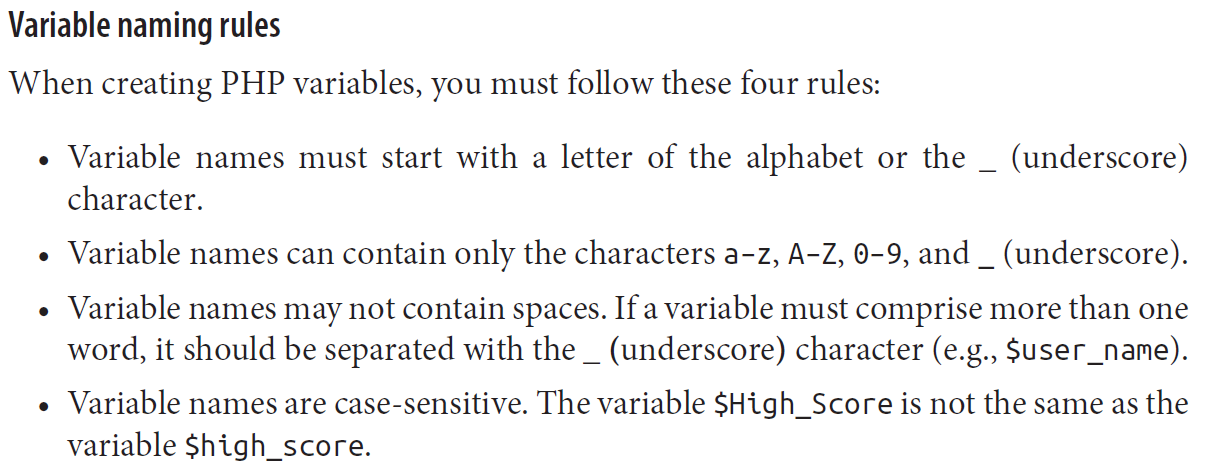 Variable naming rules
When creating PHP variables, you must follow these four rules:
• Variable names must start with a letter of the alphabet or the _ (underscore)
character.
• Variable names can contain only the characters a-z, A-Z, 0-9, and _ (underscore).
• Variable names may not contain spaces. If a variable must comprise more than one
word, it should be separated with the _ (underscore) character (e.g., $user_name).
• Variable names are case-sensitive. The variable $High_Score is not the same as the
variable $high_score.